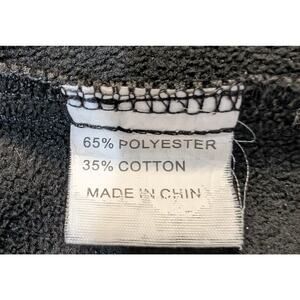 65% POLYESTER
35% COTTON
MADE IN CHIN